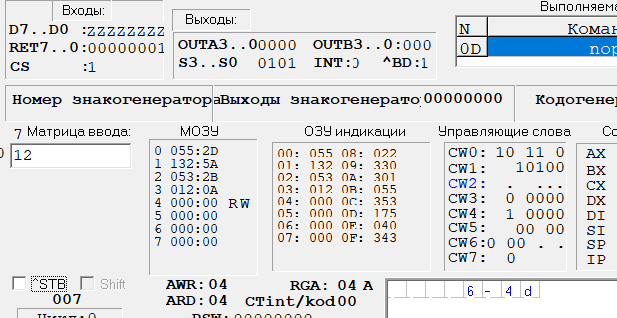 Входы:
D7..D0 :ZZZZZZZZ
RET7..0:00000001
CS :1
Выходы:
OUTA3..0:0000 OUTB3..0:000
S3..S0 0101 INT:0 ^BD:1
Выполняема
N Коман
0D nop
Номер знакогенератора
Выходы знакогенерато 00000000
Кодогенер
7 Матрица ввода:
12
МОЗУ
0 055:2D
1 132:5A
2 053:2B
3 012:0A
4 000:00 RW
5 000:00
6 000:00
7 000:00
ОЗУ индикации
00: 055 08: 022
01: 132 09: 330
02: 053 0A: 301
03: 012 0B: 055
04: 000 0C: 353
05: 000 0D: 175
06: 000 0E: 040
07: 000 0F: 343
Управляющие слова
CW0: 10 11 0
CW1: 10100
CW2: . ...
CW3: 0 0000
CW4: 1 0000
CW5: 00 00
CW6:0 00 . .
CW7: 0
Со
AX
BX
CX
DX
DI
SI
SP
IP
^STB
Shift
007
AWR: 04 RGA: 04 A
ARD: 04 CTint/kod00
6 - 4d